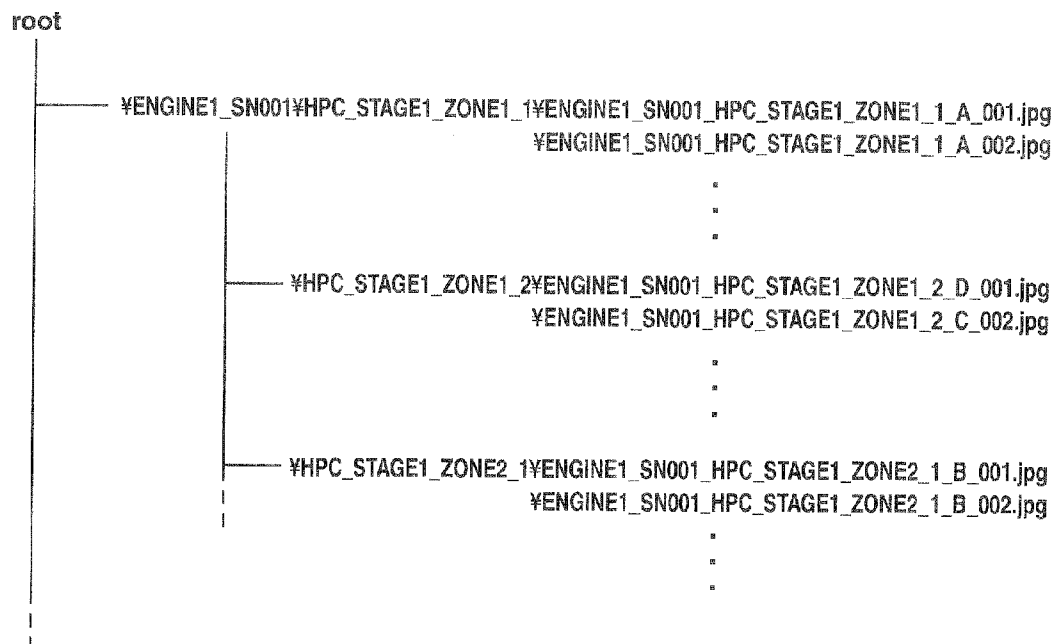 root
¥ENGINE1_SN001¥HPC_STAGE1_ZONE1_1¥ENGINE1_SN001_HPC_STAGE1_ZONE1_1_A_001.jpg
¥ENGINE1_SN001_HPC_STAGE1_ZONE1_1_A_002.jpg
¥HPC_STAGE1_ZONE1_2¥ENGINE1_SN001_HPC_STAGE1_ZONE1_2_D_001.jpg
¥ENGINE1_SN001_HPC_STAGE1_ZONE1_2_C_002.jpg
¥HPC_STAGE1_ZONE2_1¥ENGINE1_SN001_HPC_STAGE1_ZONE2_1_B_001.jpg
¥ENGINE1_SN001_HPC_STAGE1_ZONE2_1_B_002.jpg